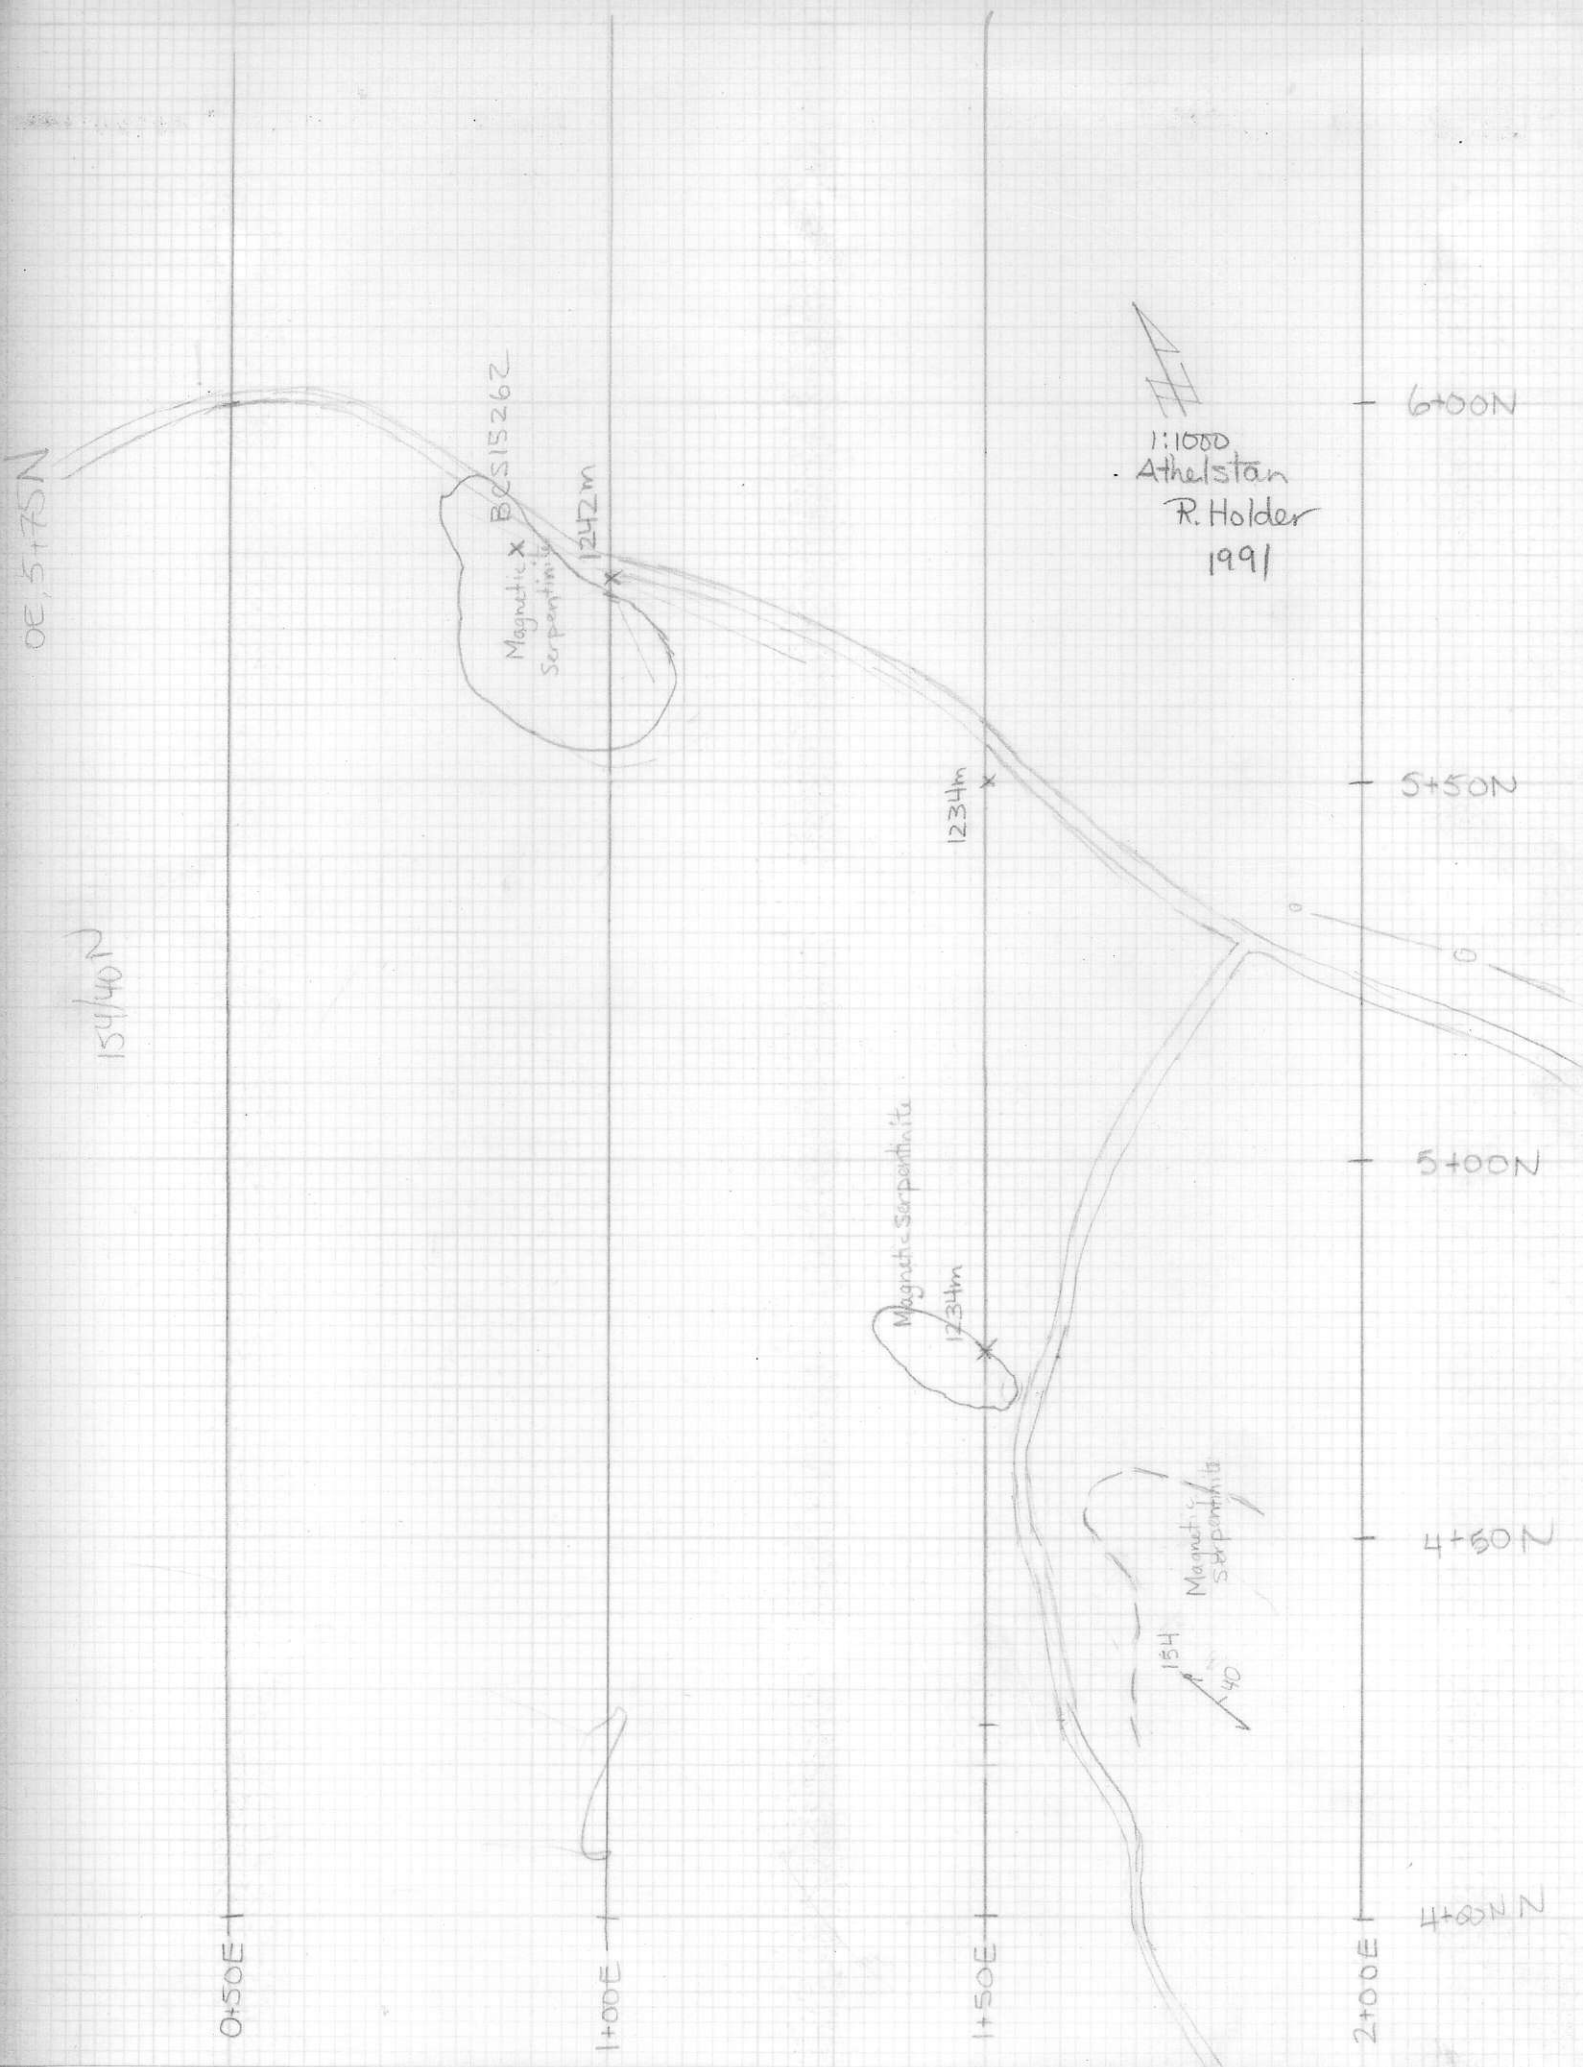 0E, 5+75N
BCS15262
1242m
Magnetic x
Serpentinite
6+00N
1:1000
Athelstan
R. Holder
1991
1234m
5+50N
154/40N
Magnetic Serpentinite
1234m
5+00N
Magnetic
Serpentinite
4+50N
154
40
4+00N N
0+50E
1+00E
1+50E
2+00E